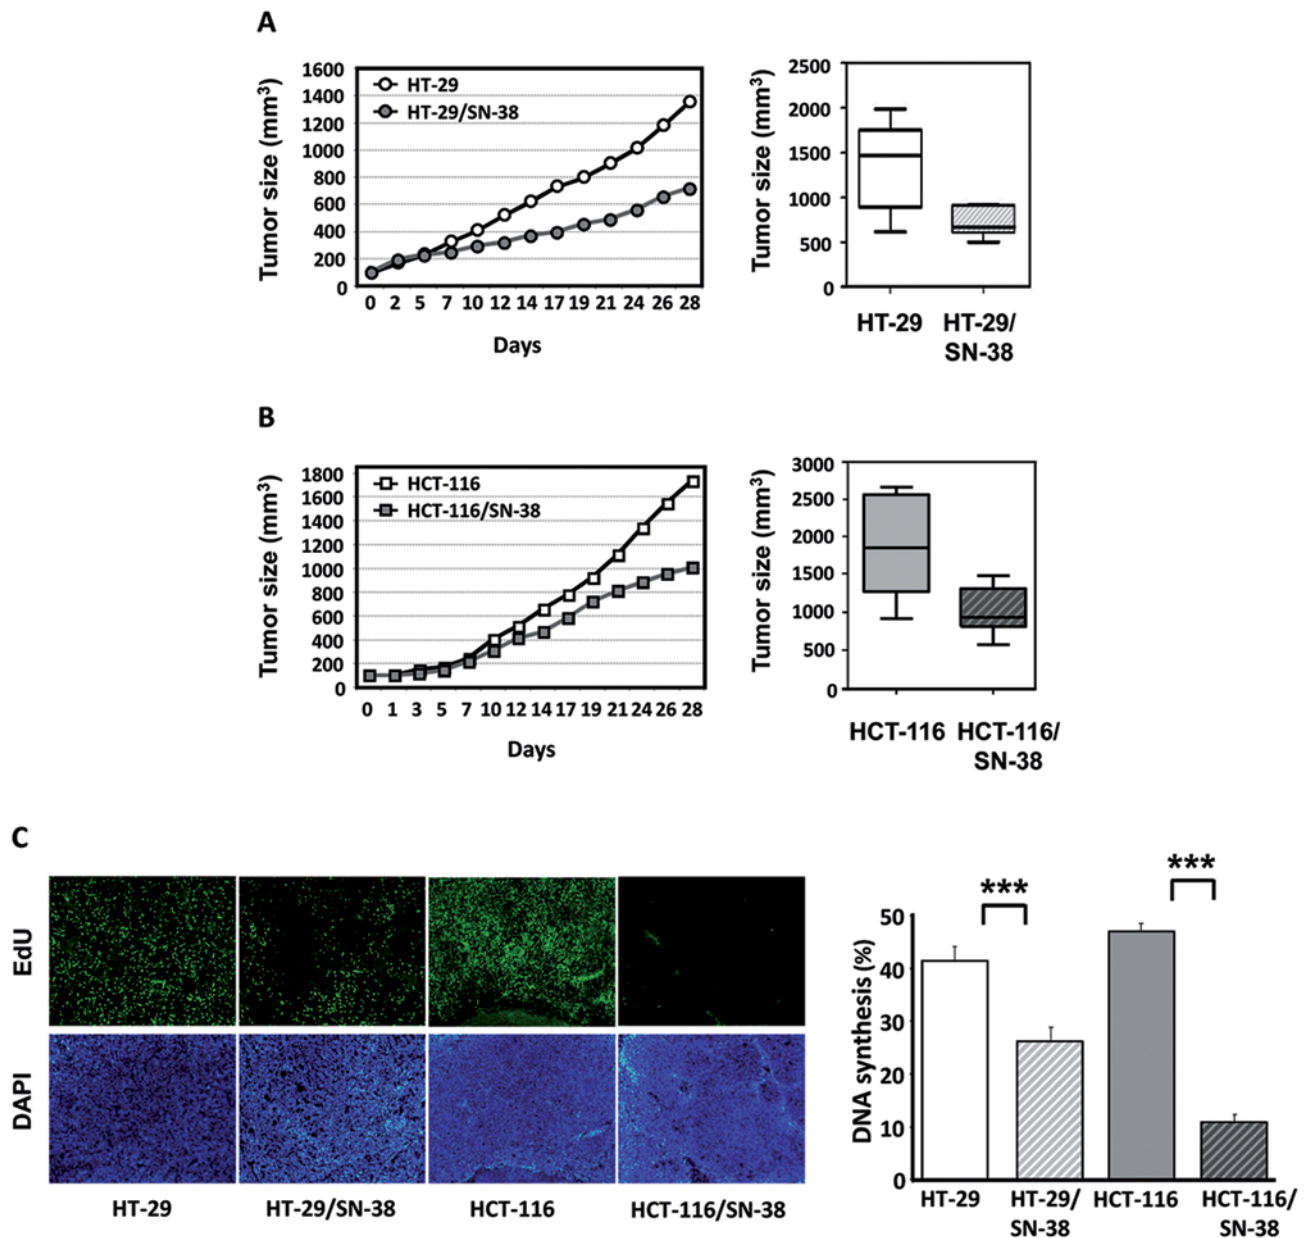 A
Tumor size (mm³)
1600
1400
1200
1000
800
600
400
200
0
HT-29
HT-29/SN-38
0 2 5 7 10 12 14 17 19 21 24 26 28
Days
Tumor size (mm³)
2500
2000
1500
1000
500
0
HT-29 HT-29/
SN-38
B
Tumor size (mm³)
1800
1600
1400
1200
1000
800
600
400
200
0
HCT-116
HCT-116/SN-38
0 1 3 5 7 10 12 14 17 19 21 24 26 28
Days
Tumor size (mm³)
3000
2500
2000
1500
1000
500
0
HCT-116 HCT-116/
SN-38
C
EdU
DAPI
HT-29 HT-29/SN-38 HCT-116 HCT-116/SN-38
DNA synthesis (%)
50
40
30
20
10
0
***
***
HT-29 HT-29/ HCT-116 HCT-116/
SN-38 SN-38